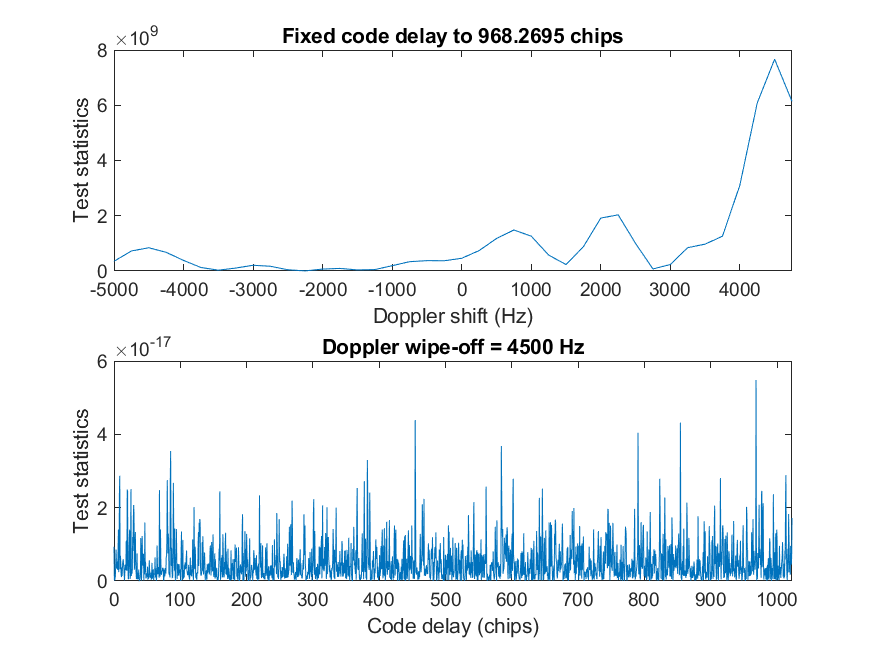 Fixed code delay to 968.2695 chips
×10^9
8
6
4
2
0
Test statistics
-5000 -4000 -3000 -2000 -1000 0 1000 2000 3000 4000
Doppler shift (Hz)
Doppler wipe-off = 4500 Hz
×10^-17
6
4
2
0
Test statistics
0 100 200 300 400 500 600 700 800 900 1000
Code delay (chips)